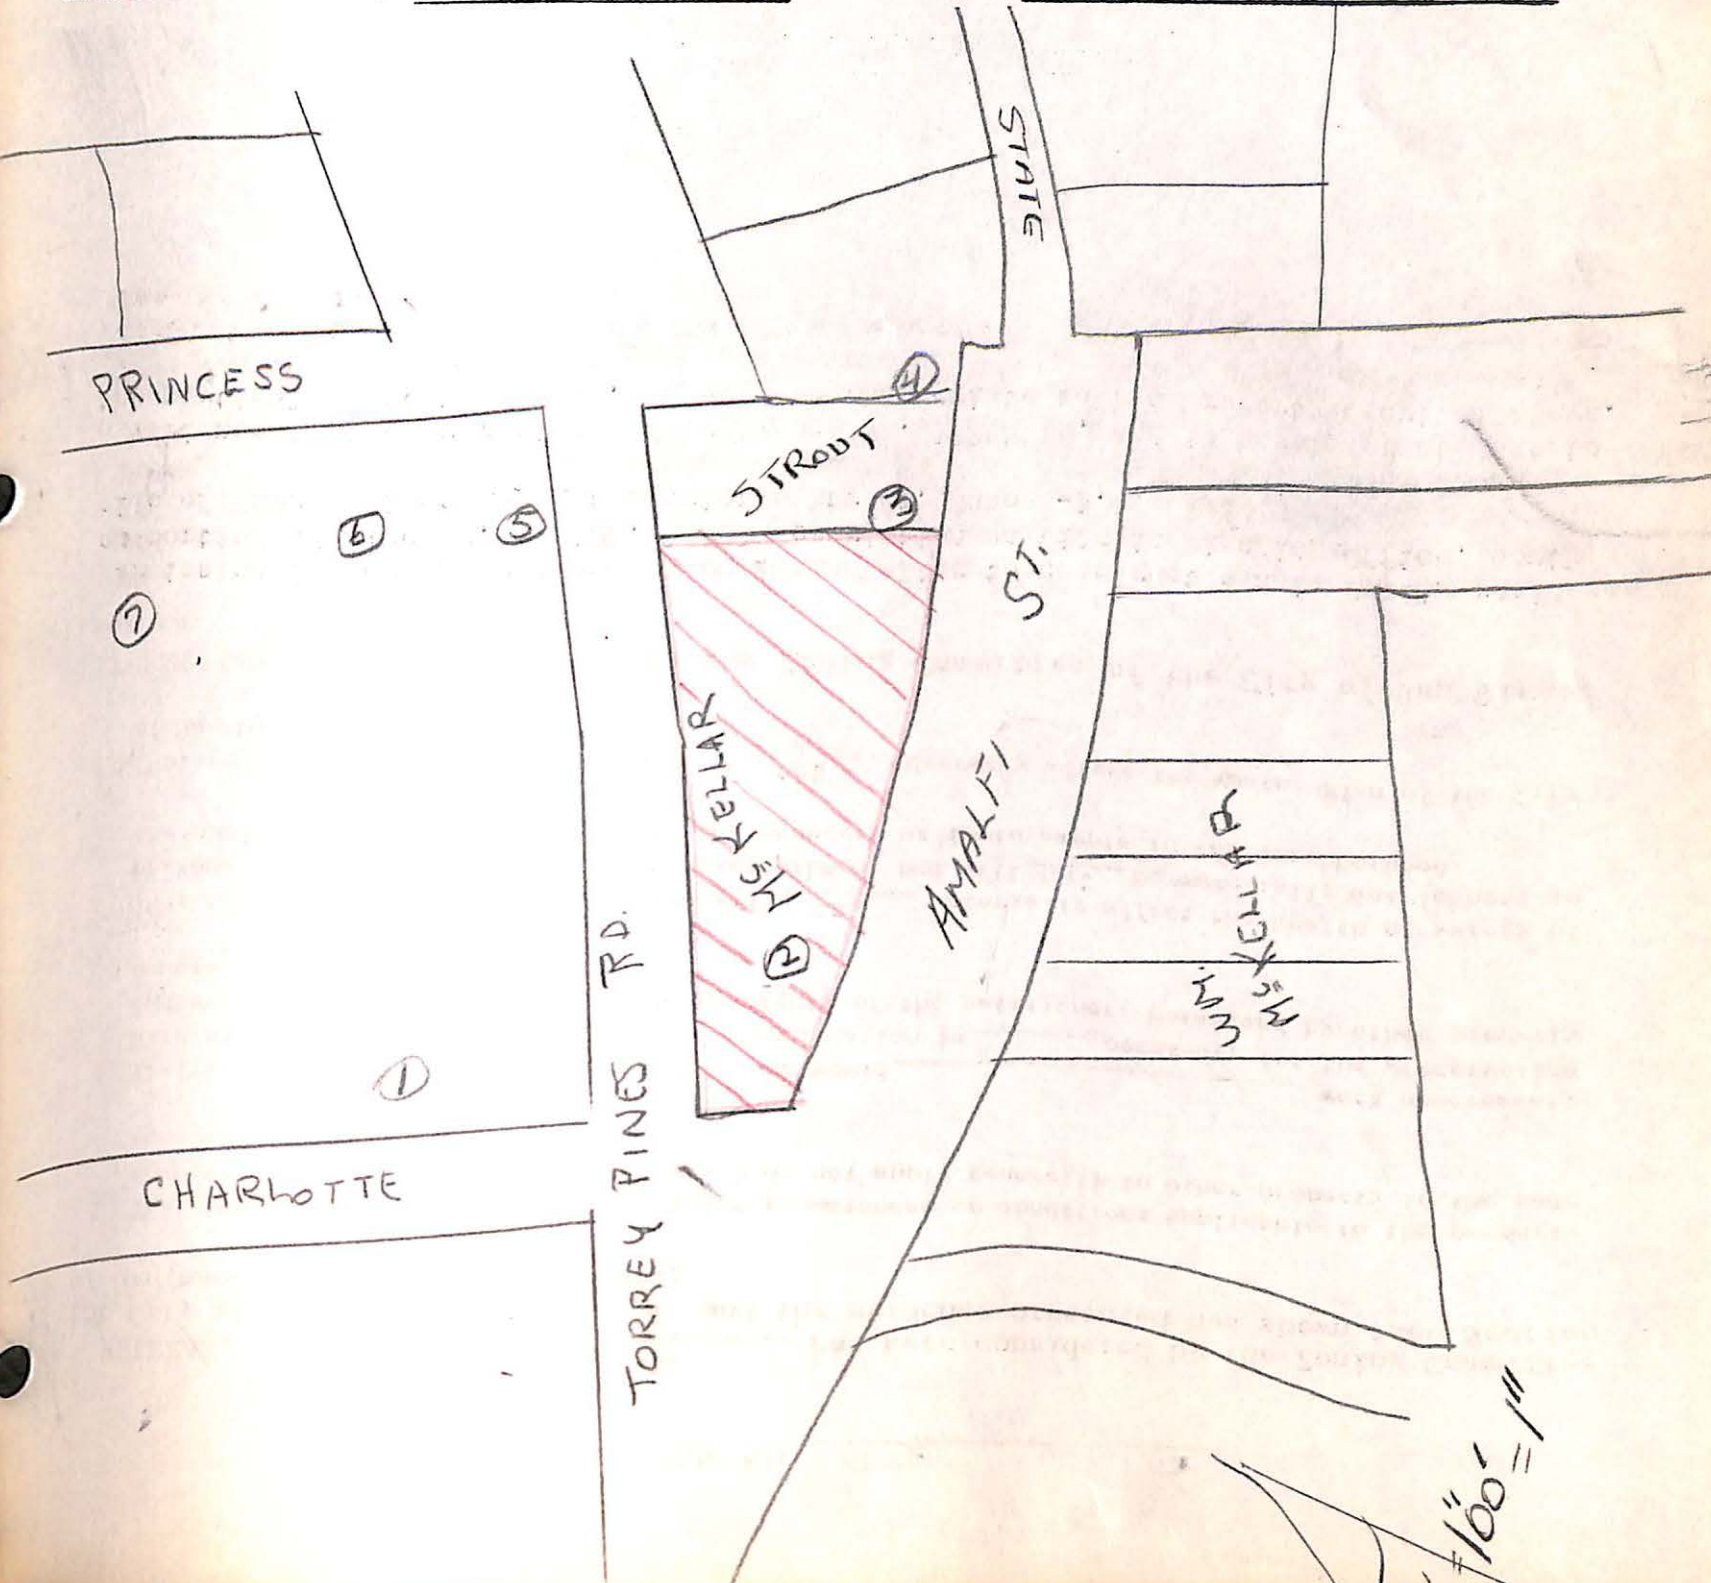 STATE
PRINCESS
④
STROUT
③
⑥
⑤
⑦
ST.
AMALFI
McKELLAR
②
WM.
McKELLAR
TORREY PINES RD.
①
CHARLOTTE
100' = 1"